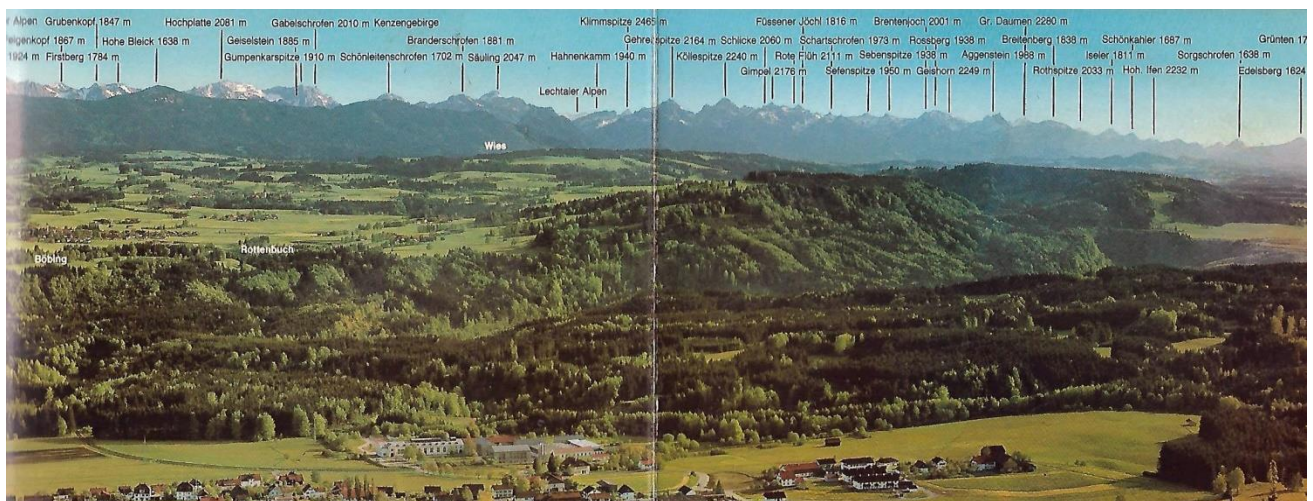 r Alpen Grubenkopf 1847 m Hochplatte 2081 m Gabelschrofen 2010 m Kenzengebirge Klimmspitze 2465 m Füssener Jöchl 1816 m Brentenjoch 2001 m Gr. Daumen 2280 m
eigenkopf 1867 m Hohe Bleick 1638 m Geiselstein 1885 m Branderschrofen 1881 m Gehrenspitze 2164 m Schlicke 2060 m Schartschrofen 1973 m Rossberg 1938 m Breitenberg 1838 m Schönkahler 1687 m Grünten 17
1924 m Firstberg 1784 m Gumpenkarspitze 1910 m Schönleitenschrofen 1702 m Säuling 2047 m Hahnenkamm 1940 m Köllespitze 2240 m Rote Flüh 2111 m Sebenspitze 1938 m Aggenstein 1988 m Iseler 1811 m Sorgschrofen 1638 m
Gimpel 2176 m Sefenspitze 1950 m Geishorn 2249 m Rothspitze 2033 m Hoh. Ifen 2232 m Edelsberg 1624
Lechtaler Alpen
Wies
Rottenbuch
Böbing